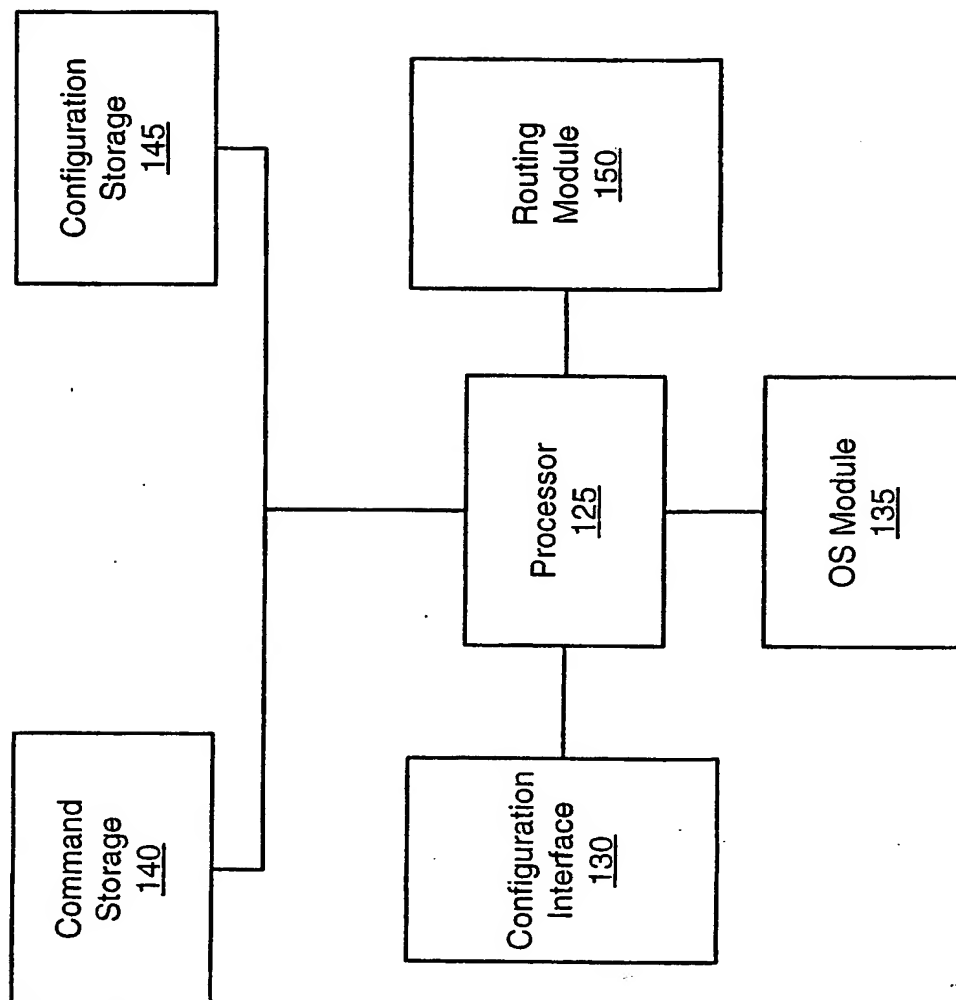 Command
Storage
140
Configuration
Storage
145
Configuration
Interface
130
Processor
125
Routing
Module
150
OS Module
135